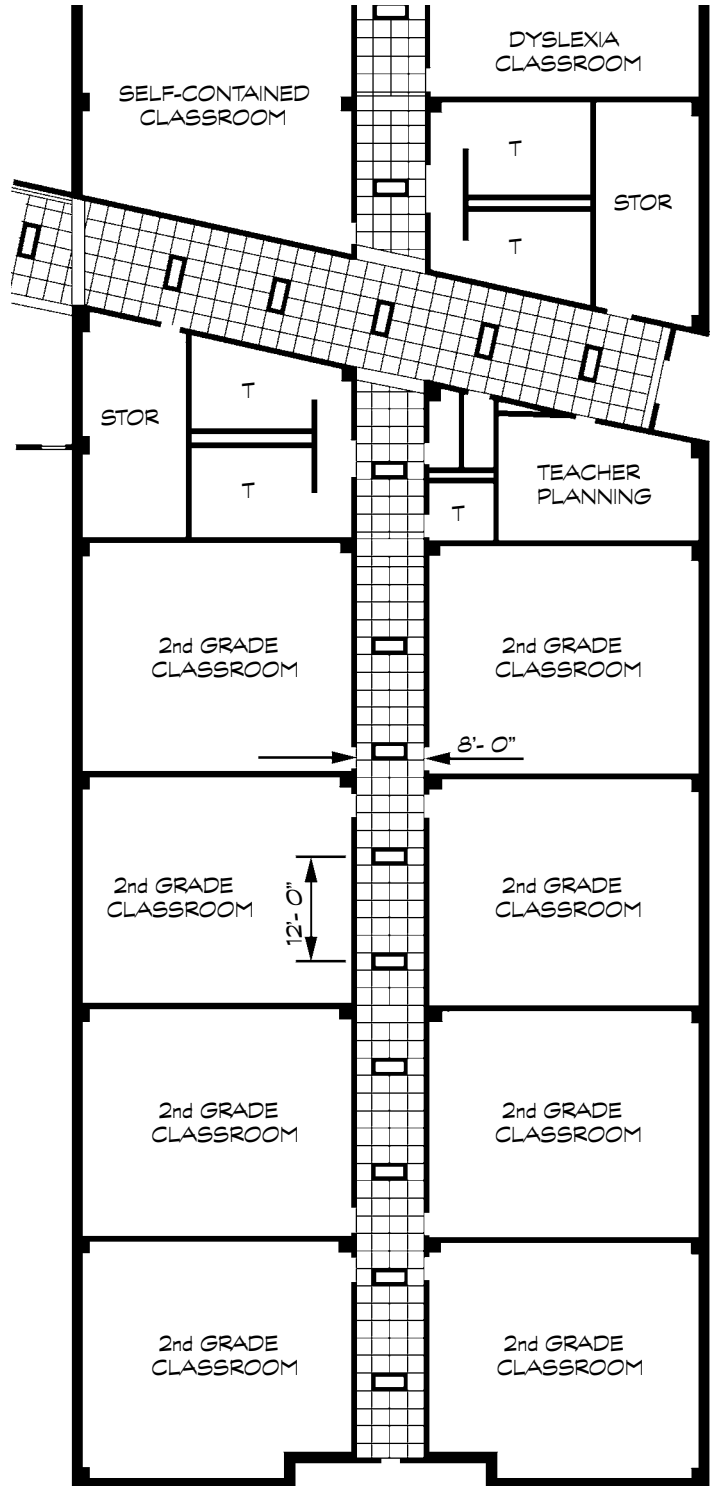 DYSLEXIA
CLASSROOM
SELF-CONTAINED
CLASSROOM
T
STOR
T
T
STOR
T
TEACHER
PLANNING
T
2nd GRADE
CLASSROOM
2nd GRADE
CLASSROOM
8'- 0"
2nd GRADE
CLASSROOM
12'- 0"
2nd GRADE
CLASSROOM
2nd GRADE
CLASSROOM
2nd GRADE
CLASSROOM
2nd GRADE
CLASSROOM
2nd GRADE
CLASSROOM